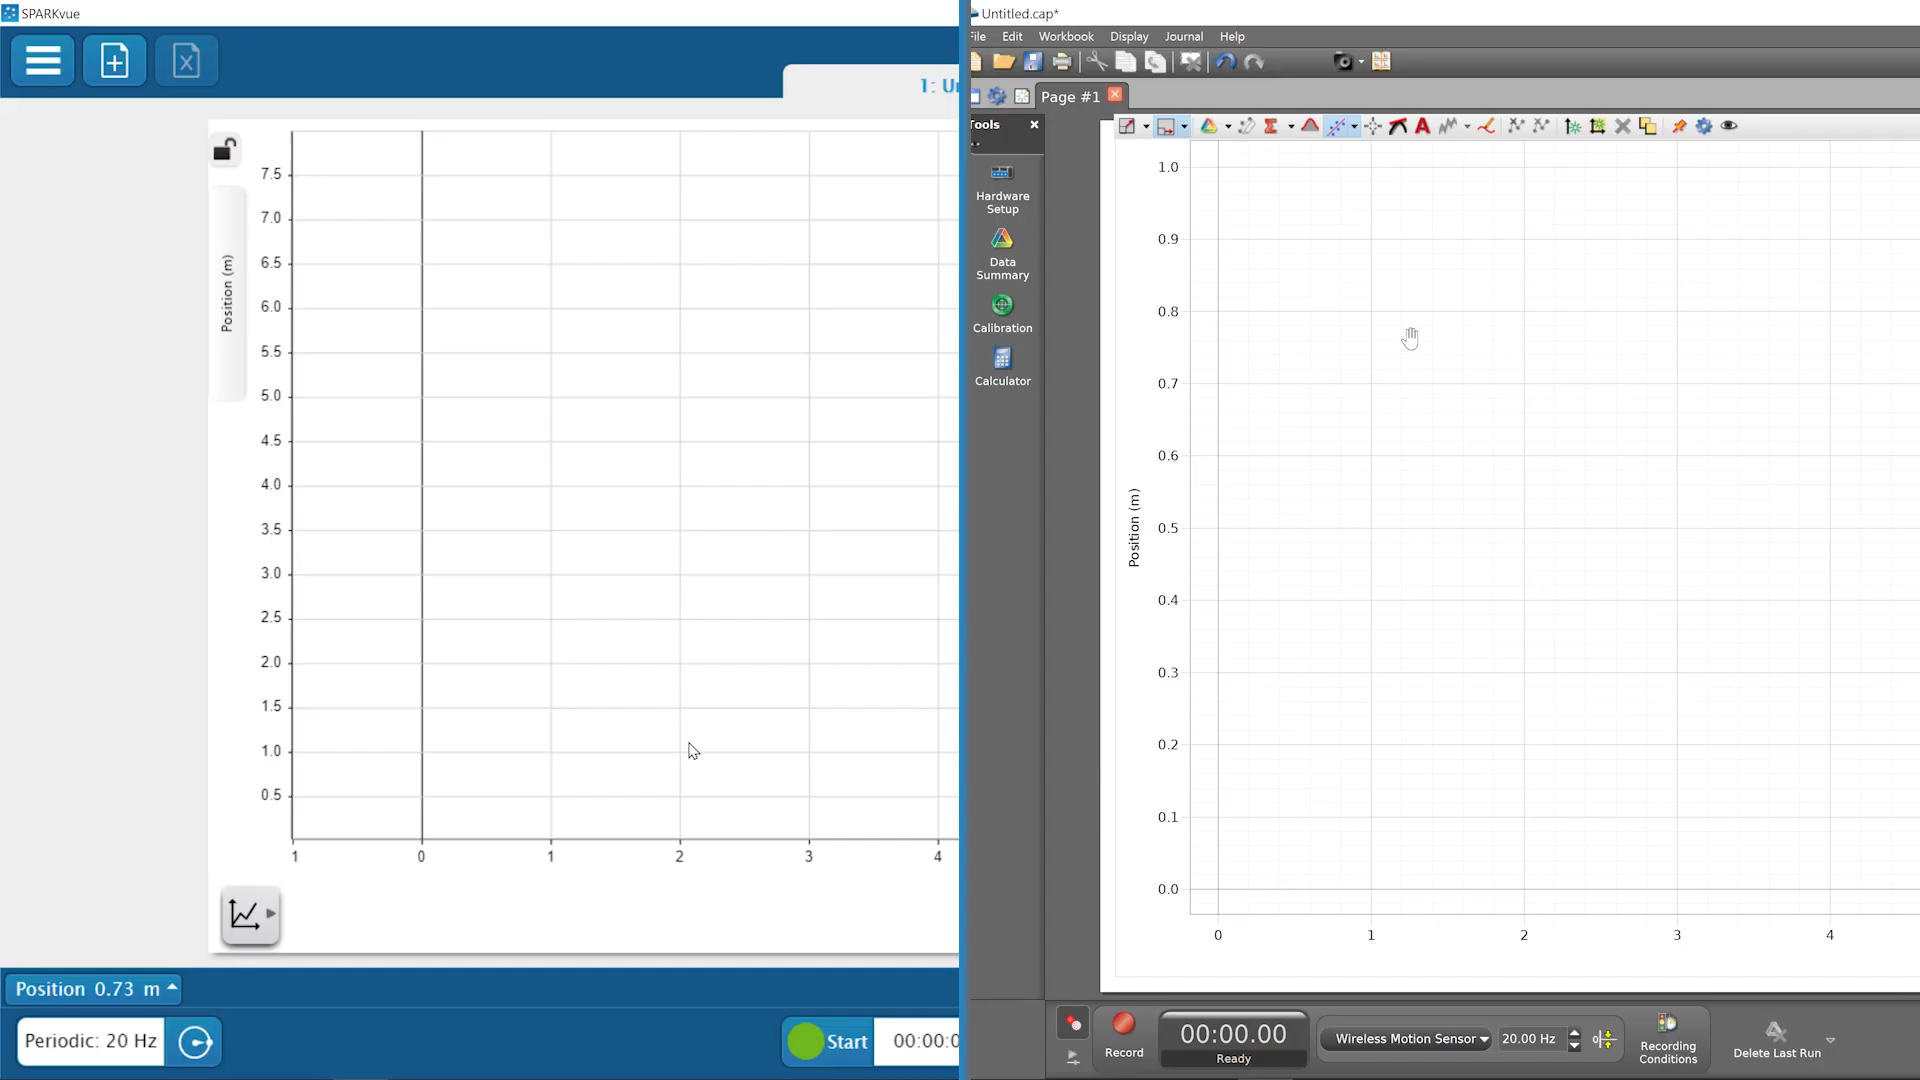 SPARKvue
1: U
Position (m)
7.5
7.0
6.5
6.0
5.5
5.0
4.5
4.0
3.5
3.0
2.5
2.0
1.5
1.0
0.5
1 0 1 2 3 4
Position 0.73 m
Periodic: 20 Hz
Start
00:00:0
Untitled.cap*
File Edit Workbook Display Journal Help
Page #1
Tools
Hardware
Setup
Data
Summary
Calibration
Calculator
Position (m)
1.0
0.9
0.8
0.7
0.6
0.5
0.4
0.3
0.2
0.1
0.0
0 1 2 3 4
Record
00:00.00
Ready
Wireless Motion Sensor
20.00 Hz
Recording
Conditions
Delete Last Run